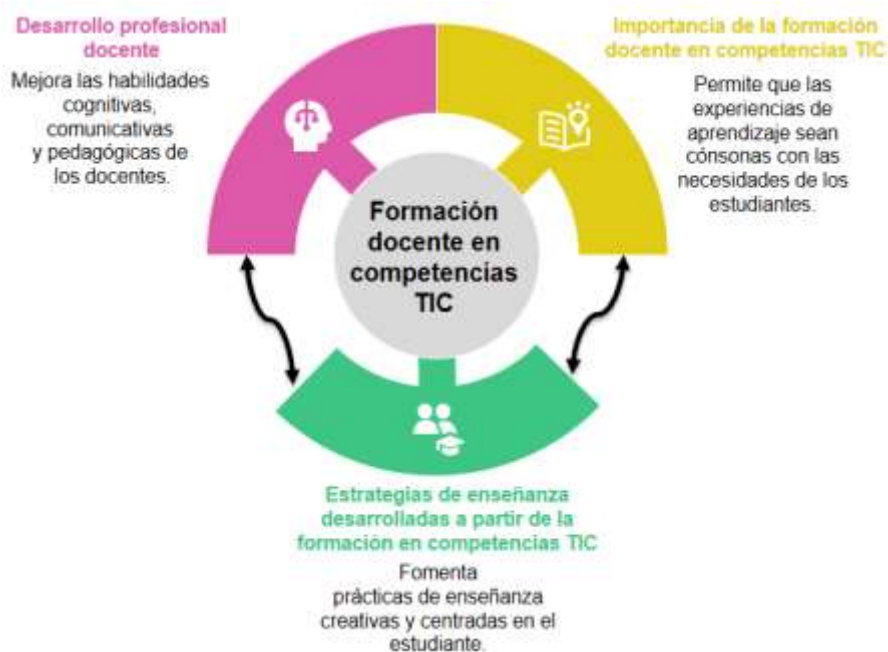 Desarrollo profesional
docente
Mejora las habilidades
cognitivas,
comunicativas
y pedagógicas de
los docentes.
Importancia de la formación
docente en competencias TIC
Permite que las
experiencias de
aprendizaje sean
cónsonas con las
necesidades de los
estudiantes.
Formación
docente en
competencias
TIC
Estrategias de enseñanza
desarrolladas a partir de la
formación en competencias TIC
Fomenta
prácticas de enseñanza
creativas y centradas en el
estudiante.